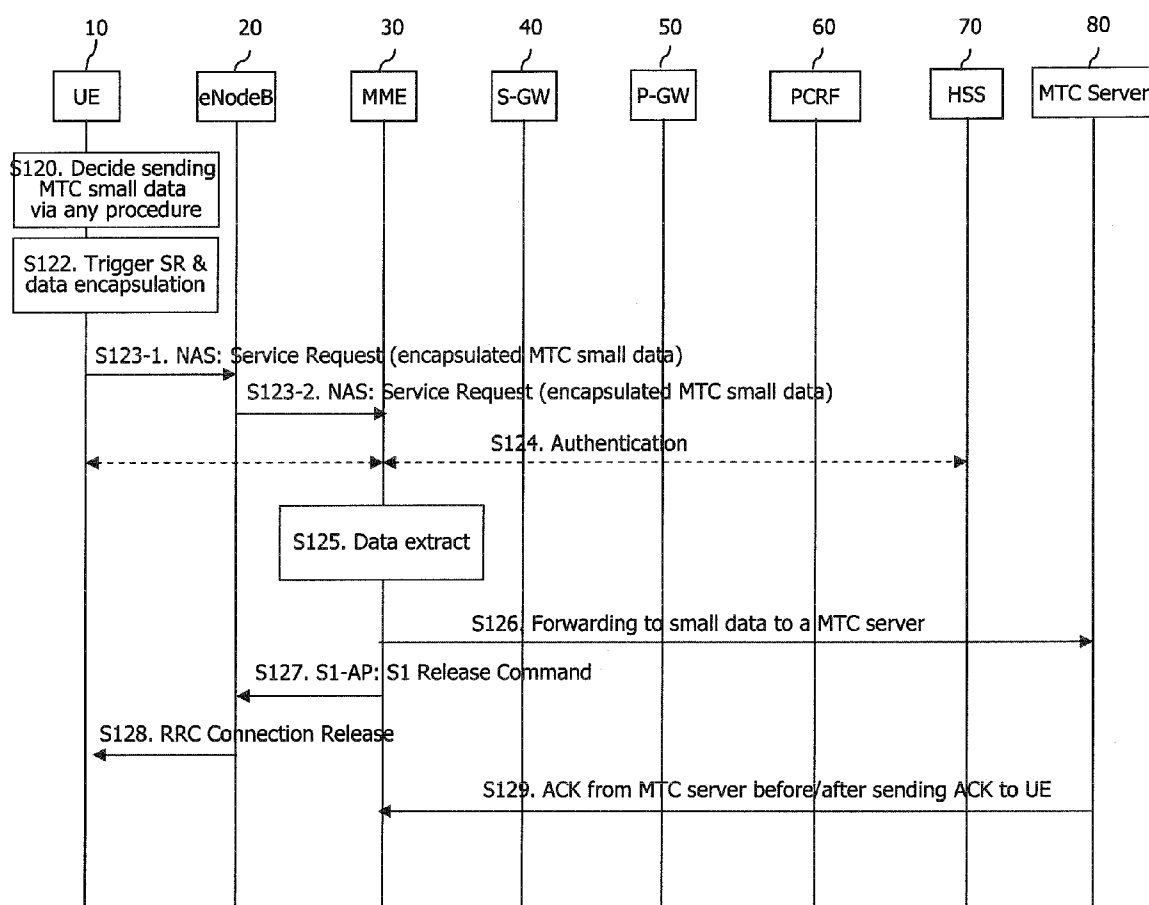 10 20 30 40 50 60 70 80
UE eNodeB MME S-GW P-GW PCRF HSS MTC Server
S120. Decide sending
MTC small data
via any procedure
S122. Trigger SR &
data encapsulation
S123-1. NAS: Service Request (encapsulated MTC small data)
S123-2. NAS: Service Request (encapsulated MTC small data)
S124. Authentication
S125. Data extract
S126. Forwarding to small data to a MTC server
S127. S1-AP: S1 Release Command
S128. RRC Connection Release
S129. ACK from MTC server before/after sending ACK to UE